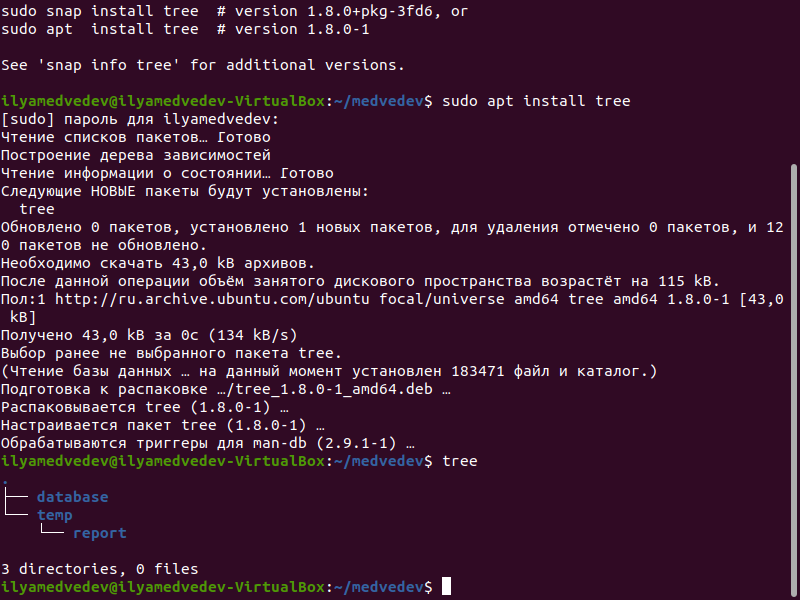 sudo snap install tree  # version 1.8.0+pkg-3fd6, or
sudo apt  install tree  # version 1.8.0-1
See 'snap info tree' for additional versions.
ilyamedvedev@ilyamedvedev-VirtualBox:~/medvedev$ sudo apt install tree
[sudo] пароль для ilyamedvedev:
Чтение списков пакетов… Готово
Построение дерева зависимостей
Чтение информации о состоянии… Готово
Следующие НОВЫЕ пакеты будут установлены:
  tree
Обновлено 0 пакетов, установлено 1 новых пакетов, для удаления отмечено 0 пакетов, и 12
0 пакетов не обновлено.
Необходимо скачать 43,0 kB архивов.
После данной операции объём занятого дискового пространства возрастёт на 115 kB.
Пол:1 http://ru.archive.ubuntu.com/ubuntu focal/universe amd64 tree amd64 1.8.0-1 [43,0
 kB]
Получено 43,0 kB за 0с (134 kB/s)
Выбор ранее не выбранного пакета tree.
(Чтение базы данных … на данный момент установлен 183471 файл и каталог.)
Подготовка к распаковке …/tree_1.8.0-1_amd64.deb …
Распаковывается tree (1.8.0-1) …
Настраивается пакет tree (1.8.0-1) …
Обрабатываются триггеры для man-db (2.9.1-1) …
ilyamedvedev@ilyamedvedev-VirtualBox:~/medvedev$ tree
.
├── database
└── temp
    └── report
3 directories, 0 files
ilyamedvedev@ilyamedvedev-VirtualBox:~/medvedev$